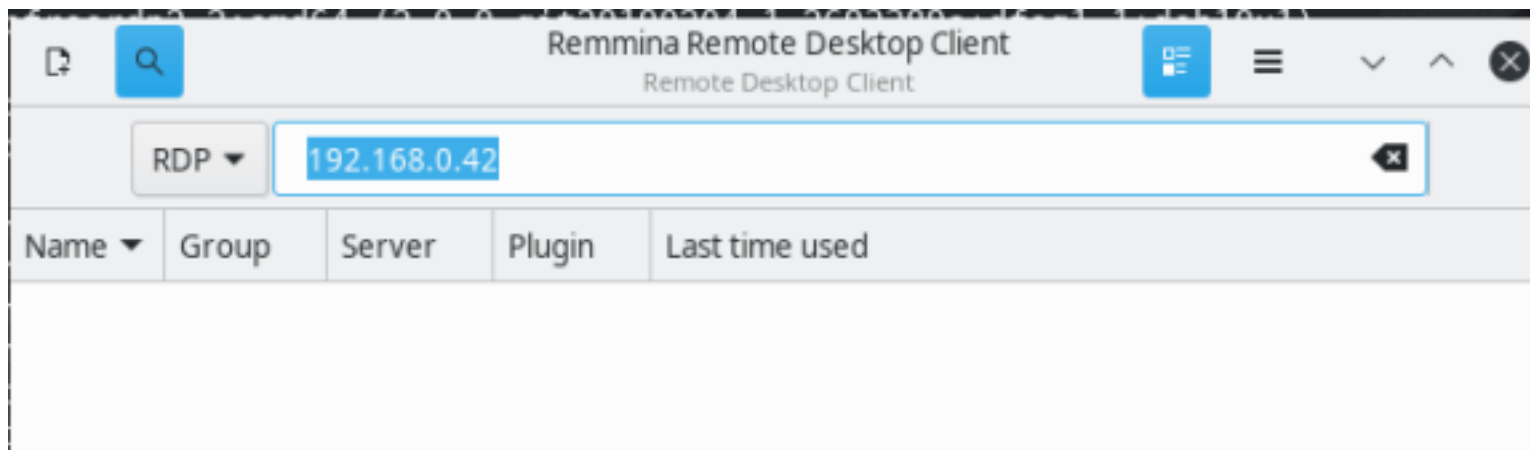 Remmina Remote Desktop Client
Remote Desktop Client
RDP
192.168.0.42
Name Group Server Plugin Last time used